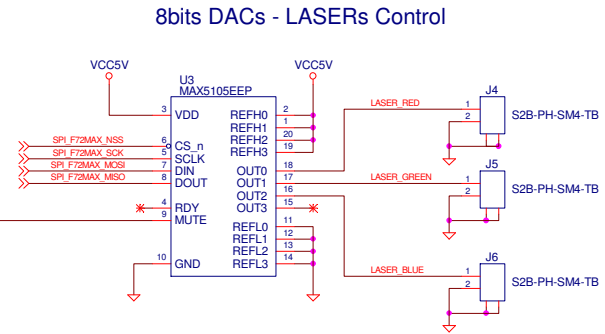 8bits DACs - LASERs Control
VCC5V
VCC5V
U3
MAX5105EEP
3 VDD REFH0 2
REFH1 1
REFH2 20
REFH3 19
SPI_F72MAX_NSS 6 CS_n
SPI_F72MAX_SCK 5 SCLK
SPI_F72MAX_MOSI 7 DIN OUT0 18 LASER_RED
SPI_F72MAX_MISO 8 DOUT OUT1 17 LASER_GREEN
OUT2 16
4 RDY OUT3 15
9 MUTE
REFL0 11
REFL1 12
REFL2 13
10 GND REFL3 14
LASER_BLUE
J4
1
2
S2B-PH-SM4-TB
J5
1
2
S2B-PH-SM4-TB
J6
1
2
S2B-PH-SM4-TB